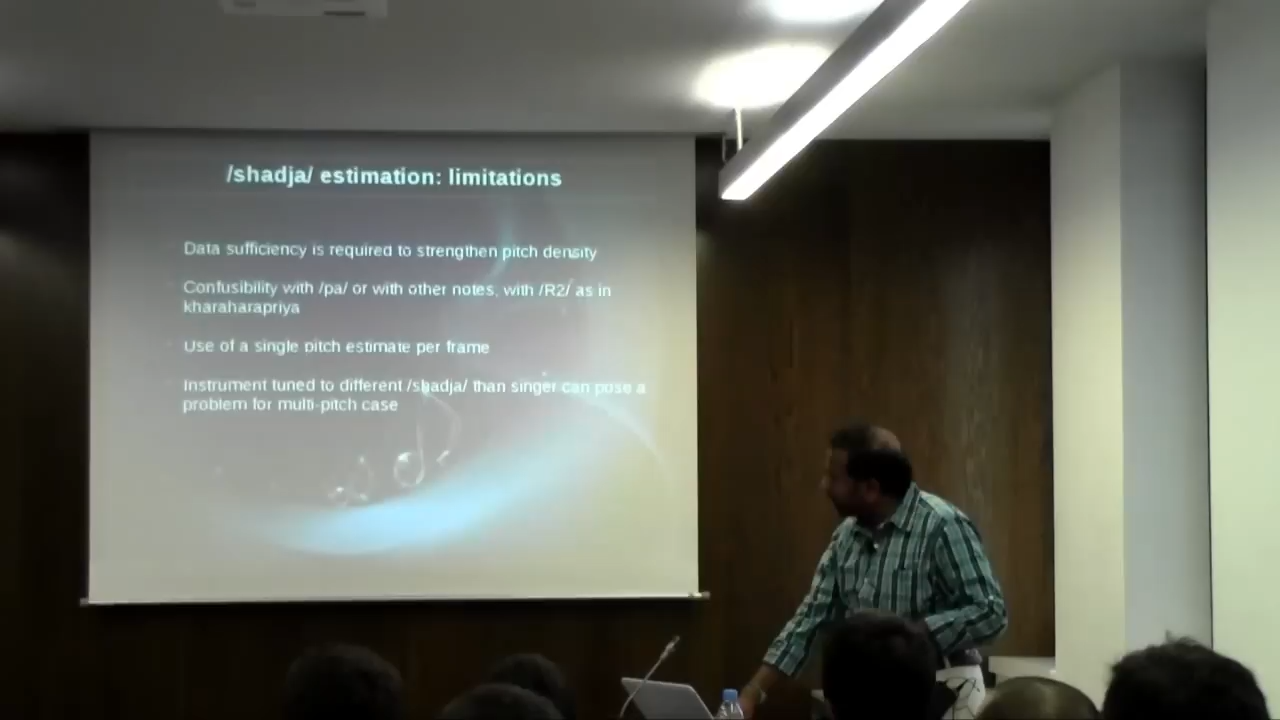 /shadja/ estimation: limitations
Data sufficiency is required to strengthen pitch density
Confusibility with /pa/ or with other notes, with /R2/ as in
kharaharapriya
Use of a single pitch estimate per frame
Instrument tuned to different /shadja/ than singer can pose a
problem for multi-pitch case